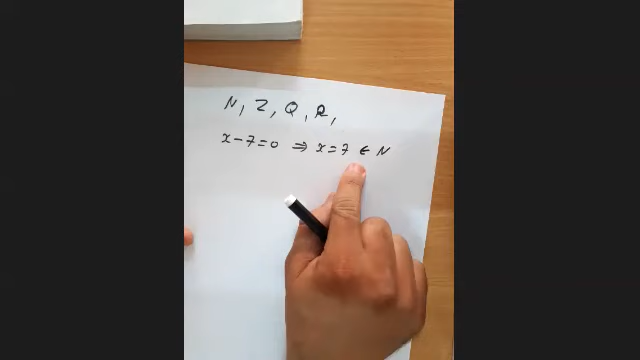 N, Z, Q, R,
x-7=0 ⇒ x=7 ∈ N